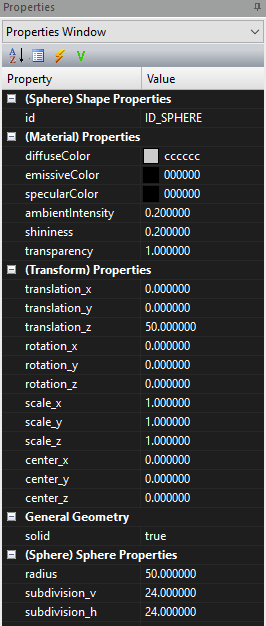 Properties
Properties Window
Property Value
(Sphere) Shape Properties
id ID_SPHERE
(Material) Properties
diffuseColor cccccc
emissiveColor 000000
specularColor 000000
ambientIntensity 0.200000
shininess 0.200000
transparency 1.000000
(Transform) Properties
translation_x 0.000000
translation_y 0.000000
translation_z 50.000000
rotation_x 0.000000
rotation_y 0.000000
rotation_z 0.000000
scale_x 1.000000
scale_y 1.000000
scale_z 1.000000
center_x 0.000000
center_y 0.000000
center_z 0.000000
General Geometry
solid true
(Sphere) Sphere Properties
radius 50.000000
subdivision_v 24.000000
subdivision_h 24.000000